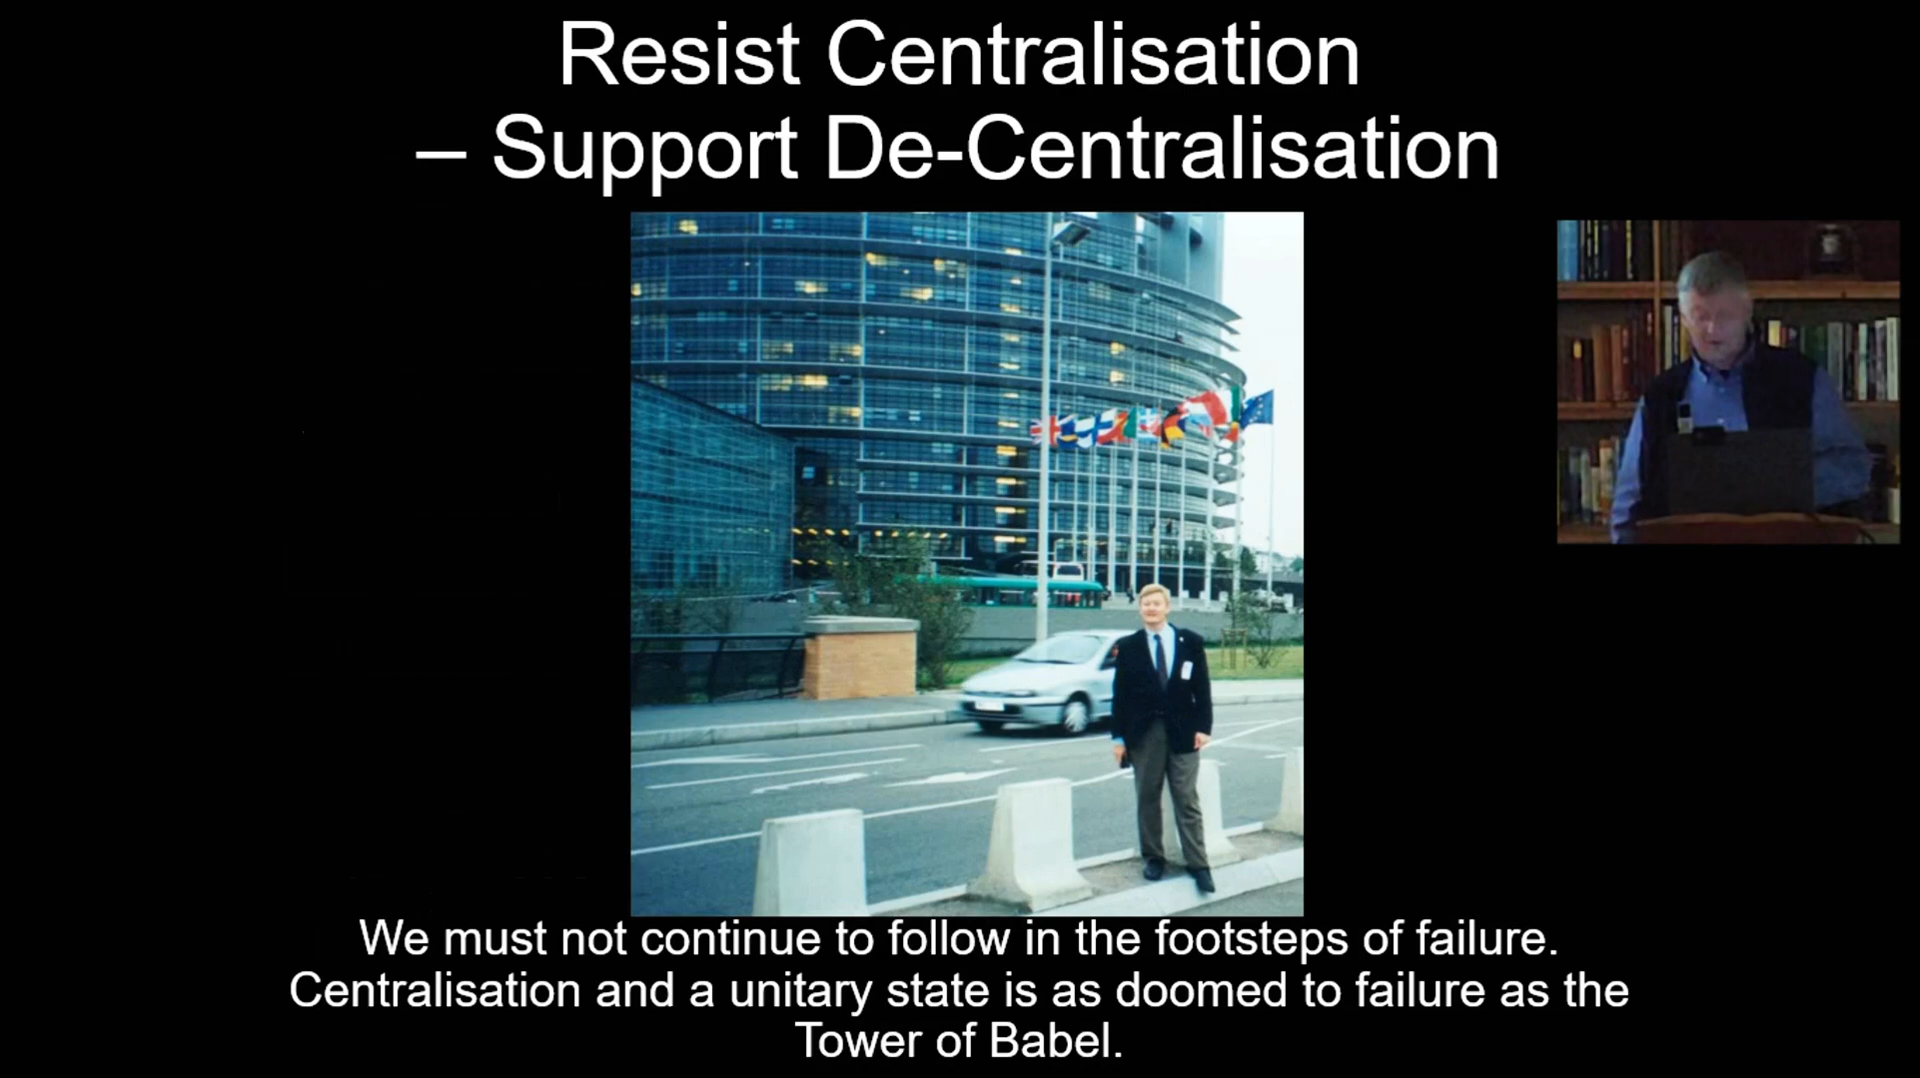 Resist Centralisation
– Support De-Centralisation
We must not continue to follow in the footsteps of failure.
Centralisation and a unitary state is as doomed to failure as the
Tower of Babel.